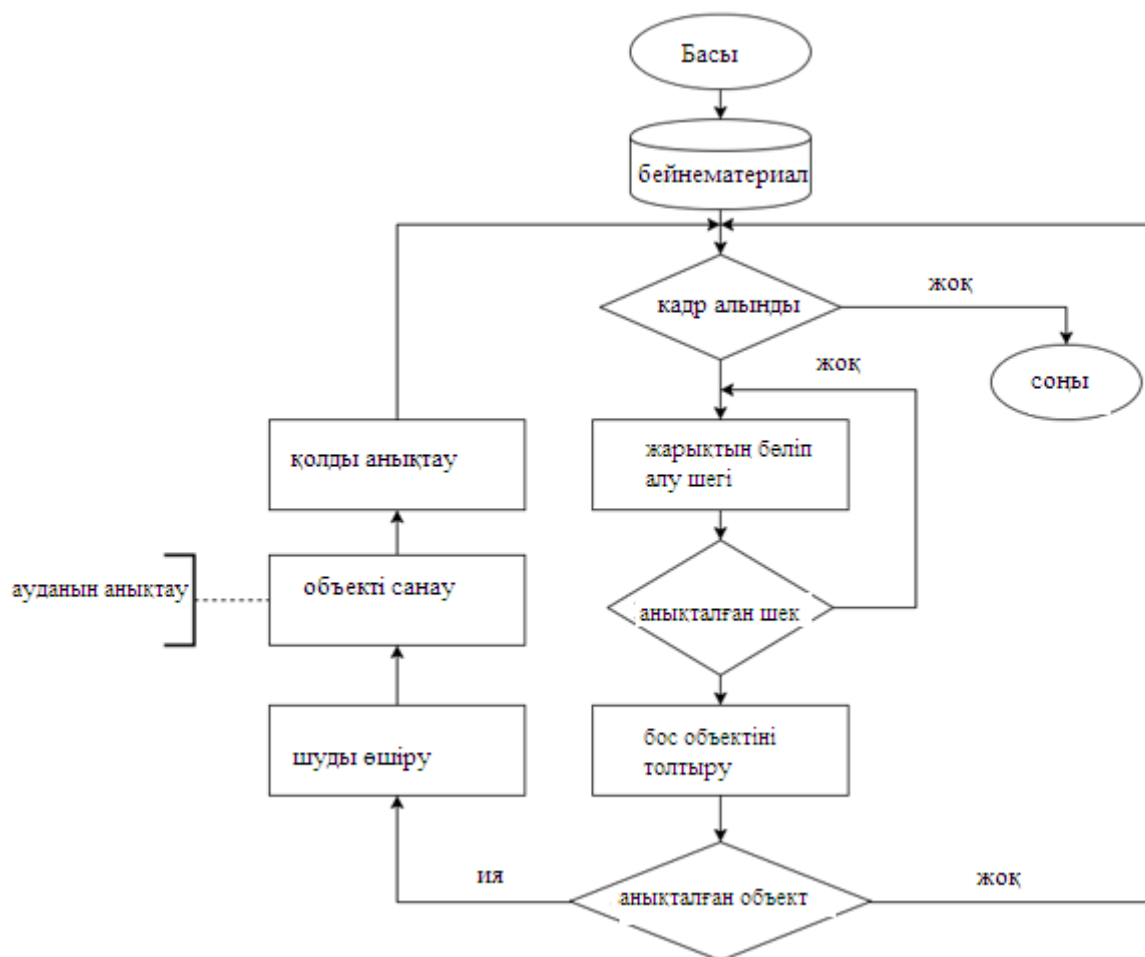 Басы
бейнематериал
кадр алынды
жоқ
соңы
жоқ
жарықтың бөліп
алу шегі
анықталған шек
бос объектіні
толтыру
анықталған объект
ия
жоқ
шуды өшіру
объекті санау
ауданын анықтау
қолды анықтау